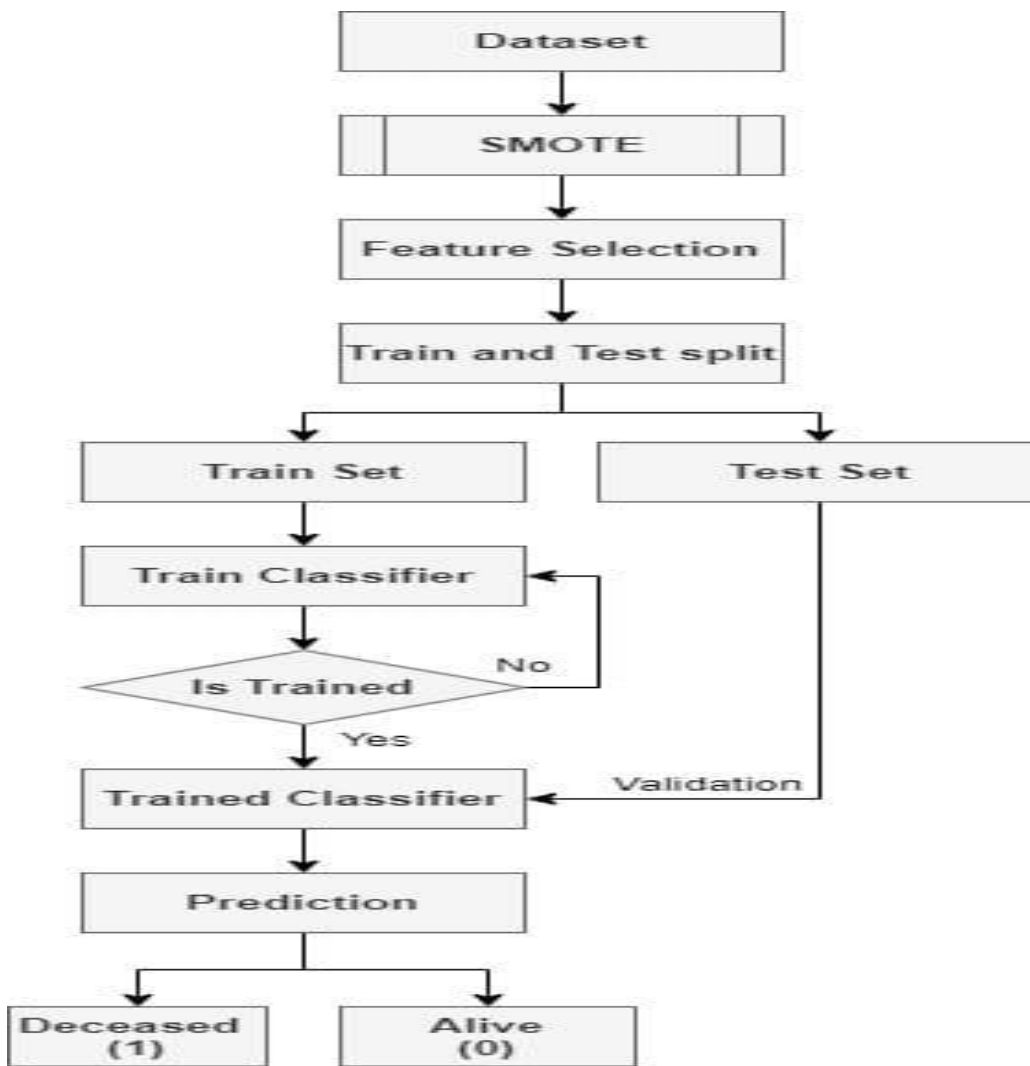 Dataset
SMOTE
Feature Selection
Train and Test split
Train Set
Test Set
Train Classifier
No
Is Trained
Yes
Validation
Trained Classifier
Prediction
Deceased
(1)
Alive
(0)